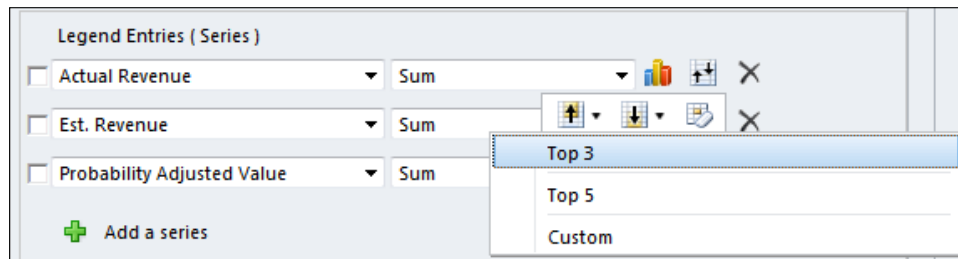 Legend Entries ( Series )
Actual Revenue Sum
Est. Revenue Sum
Top 3
Probability Adjusted Value Sum
Top 5
Add a series
Custom